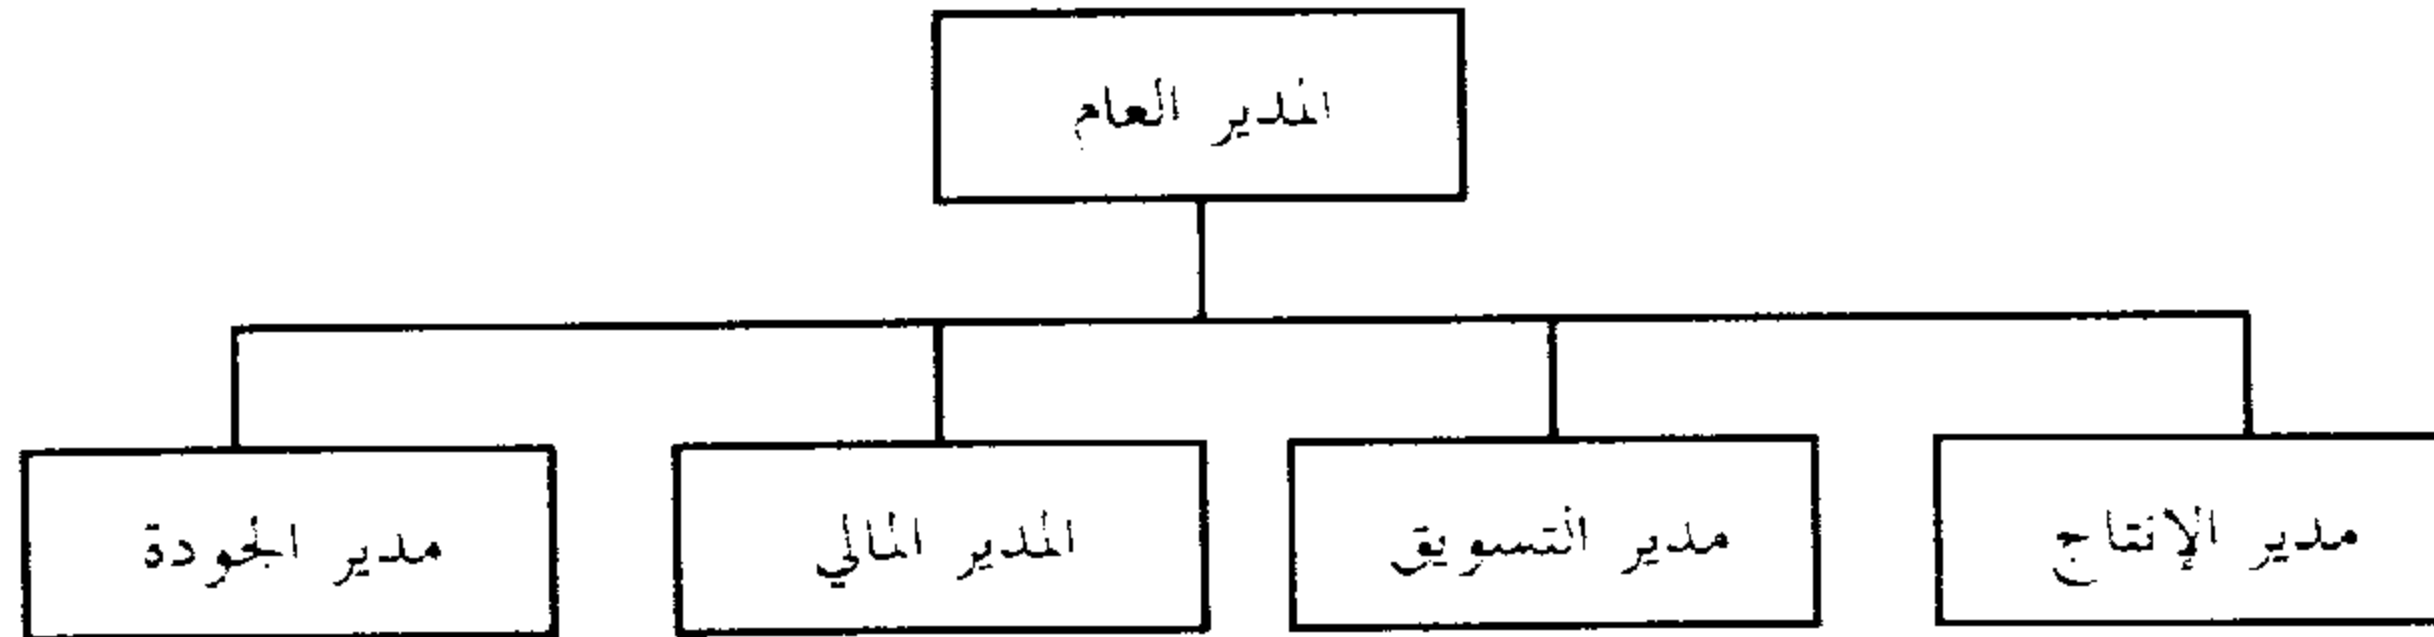 المدير العام
مدير الإنتاج
مدير التسويق
المدير المالي
مدير الجودة